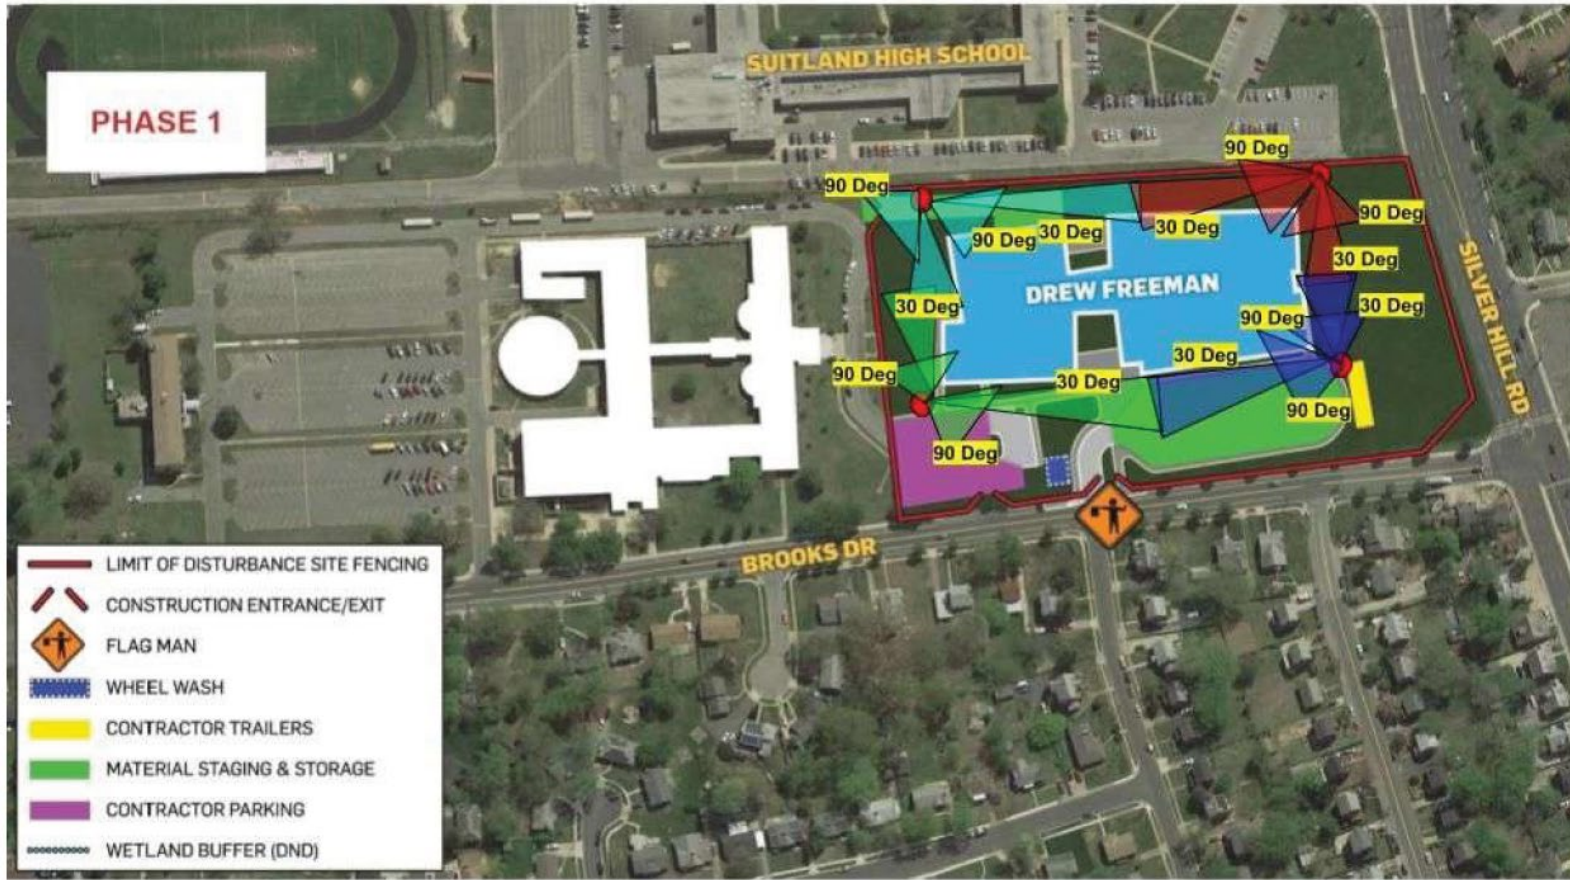 SUITLAND HIGH SCHOOL
PHASE 1
90 Deg
90 Deg
90 Deg
90 Deg
30 Deg
30 Deg
30 Deg
DREW FREEMAN
30 Deg
30 Deg
90 Deg
SILVER HILL RD
30 Deg
90 Deg
30 Deg
90 Deg
90 Deg
BROOKS DR
LIMIT OF DISTURBANCE SITE FENCING
CONSTRUCTION ENTRANCE/EXIT
FLAG MAN
WHEEL WASH
CONTRACTOR TRAILERS
MATERIAL STAGING & STORAGE
CONTRACTOR PARKING
WETLAND BUFFER (DND)